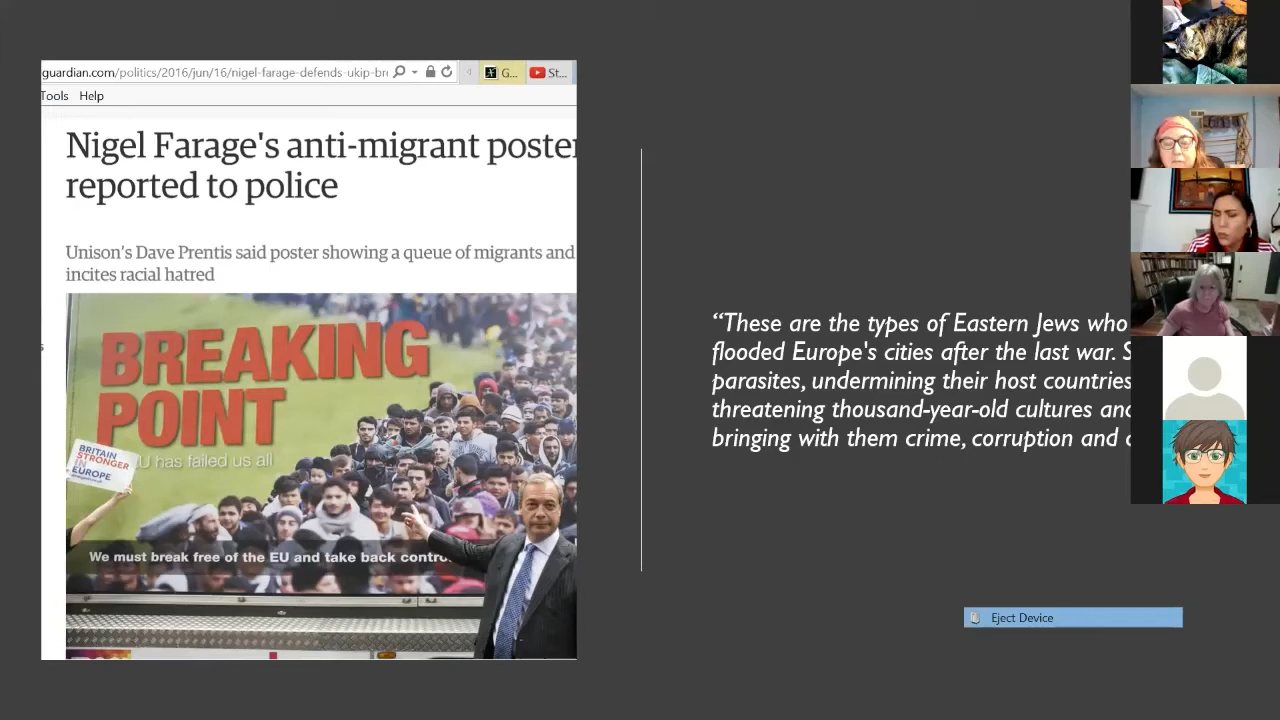 guardian.com/politics/2016/jun/16/nigel-farage-defends-ukip-bre
G...
St...
Tools Help
Nigel Farage's anti-migrant poster
reported to police
Unison's Dave Prentis said poster showing a queue of migrants and
incites racial hatred
BREAKING
POINT
U has failed us all
BRITAIN
STRONGER
IN
EUROPE
We must break free of the EU and take back contro
“These are the types of Eastern Jews who
flooded Europe's cities after the last war. S
parasites, undermining their host countries
threatening thousand-year-old cultures and
bringing with them crime, corruption and c
Eject Device